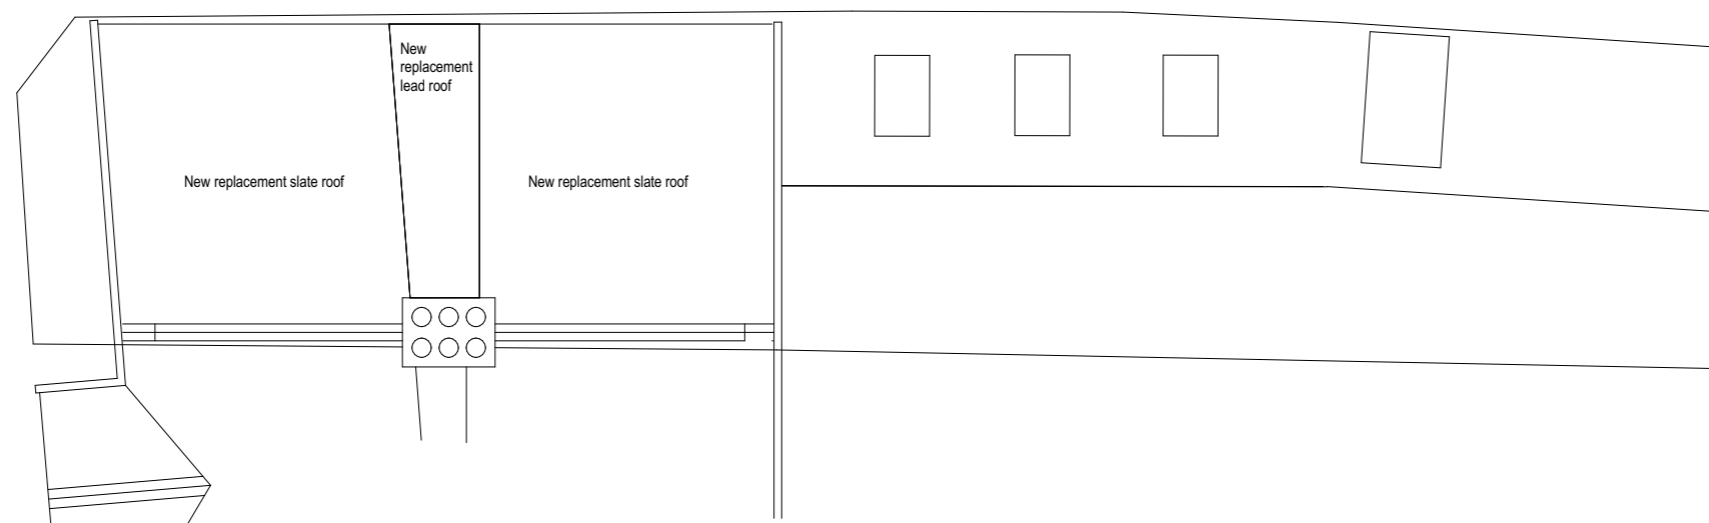 New
replacement
lead roof
New replacement slate roof
New replacement slate roof